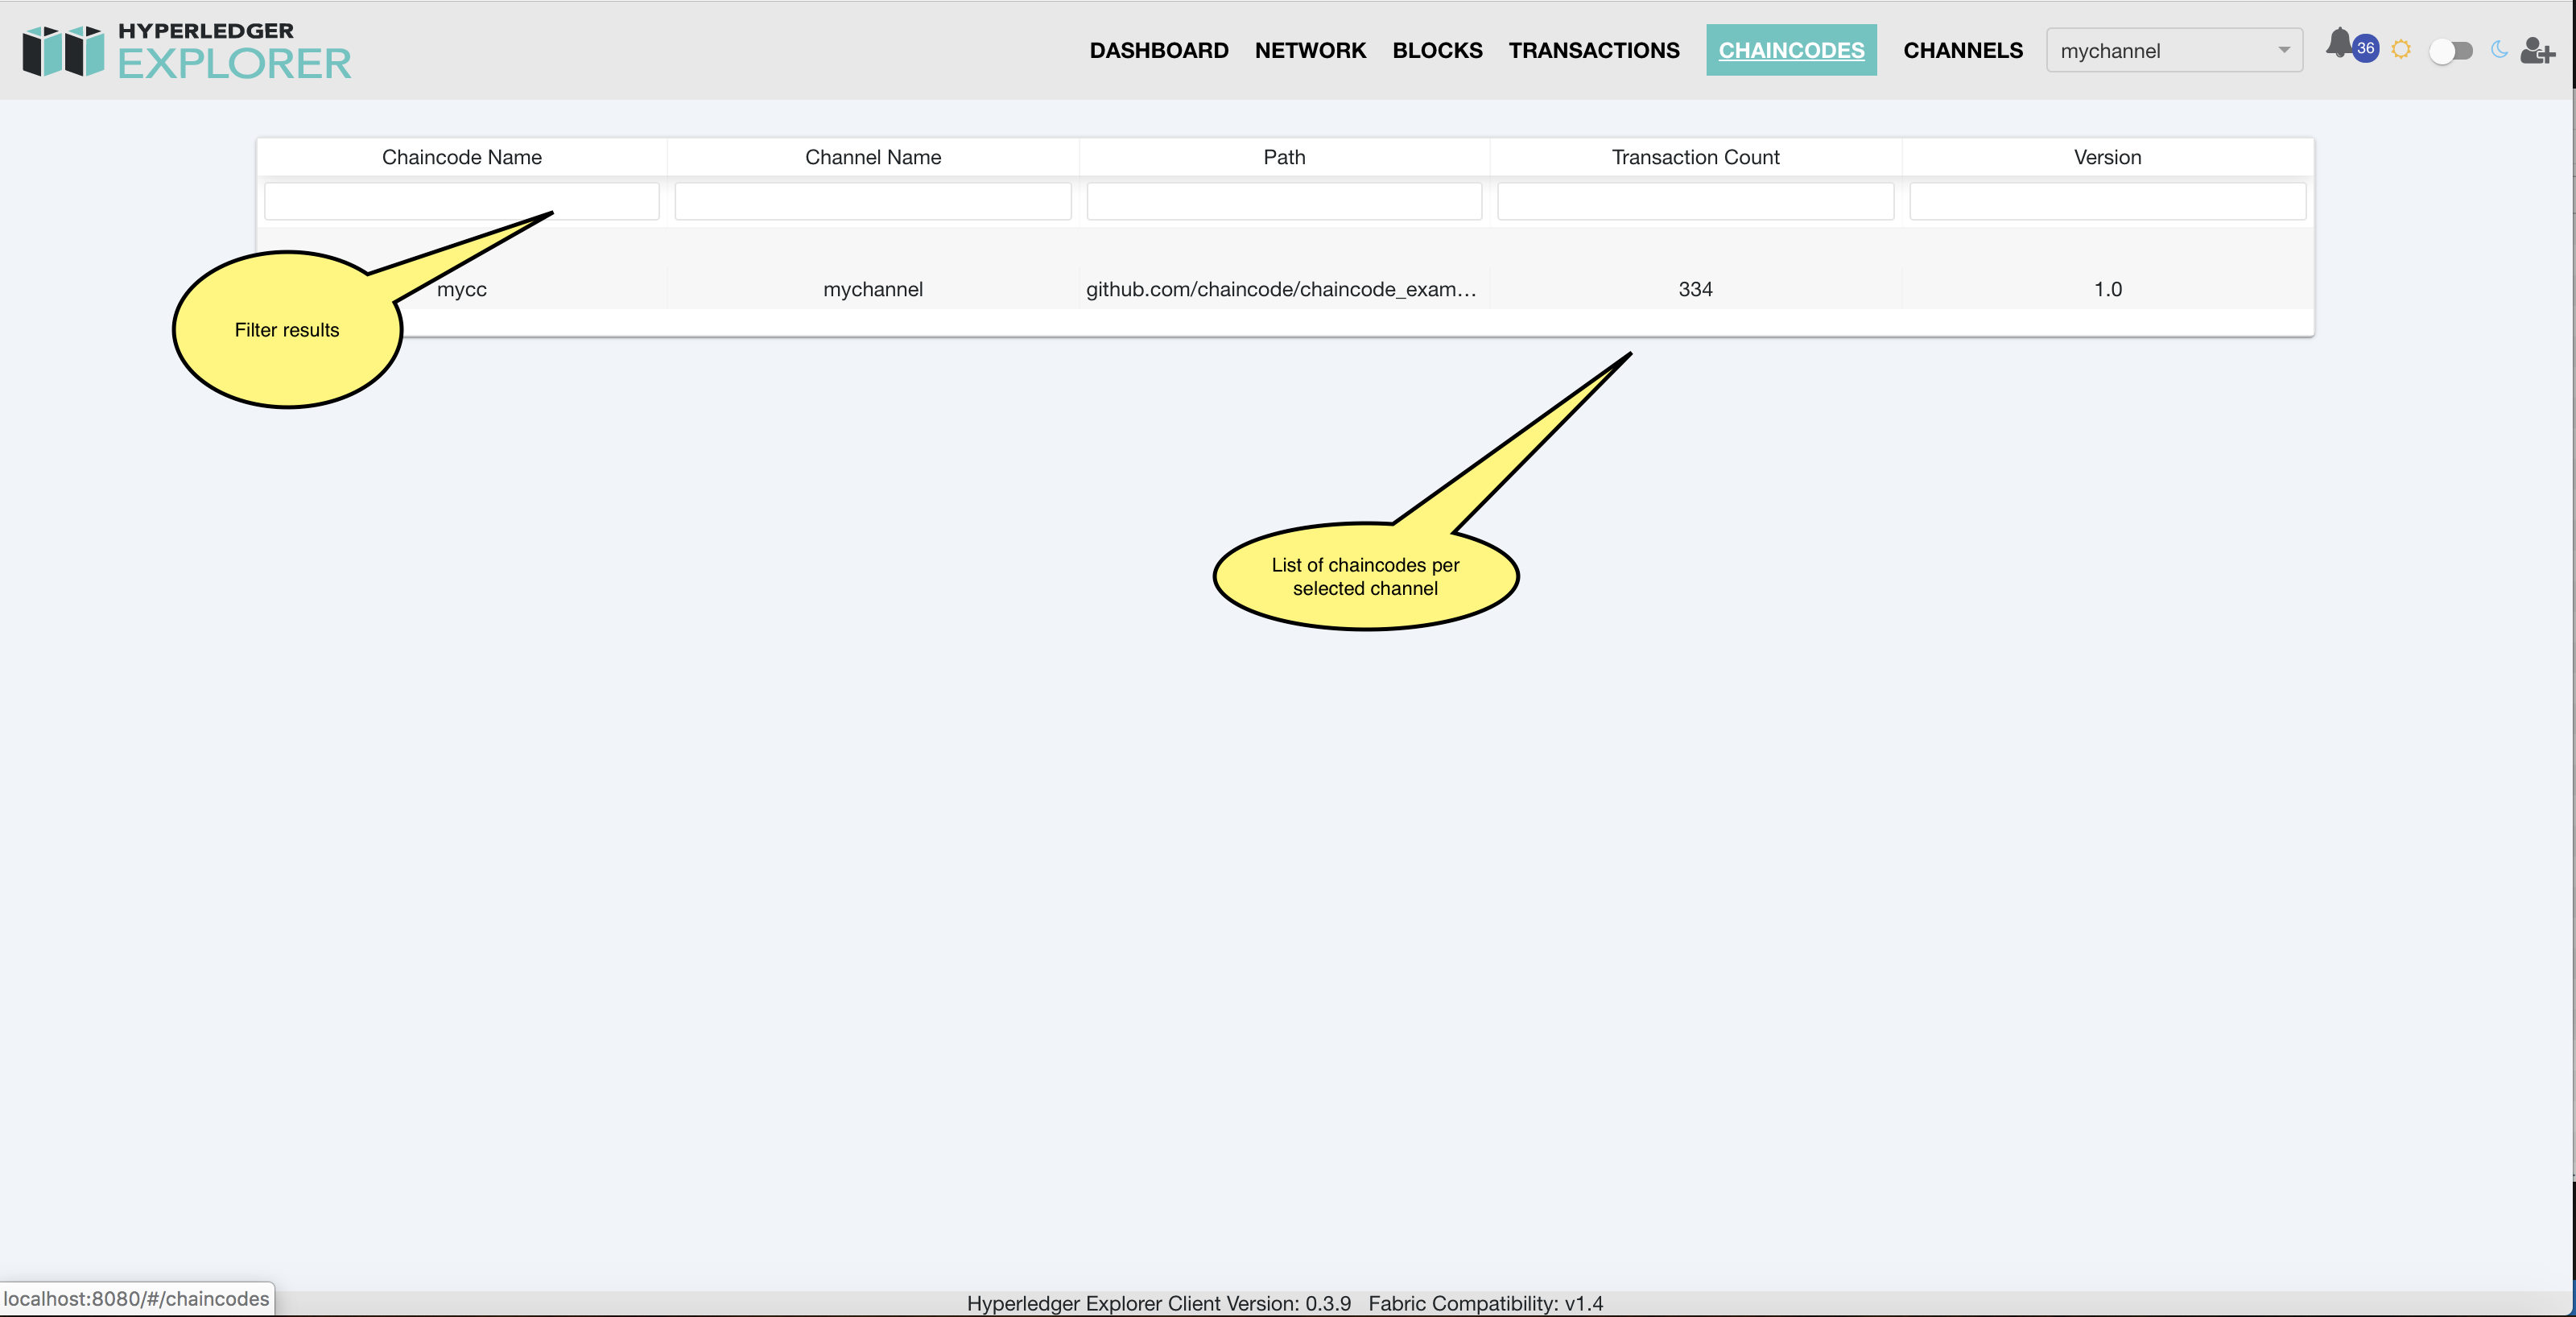 HYPERLEDGER
EXPLORER
DASHBOARD NETWORK BLOCKS TRANSACTIONS CHAINCODES CHANNELS mychannel 36
Chaincode Name Channel Name Path Transaction Count Version
mycc mychannel github.com/chaincode/chaincode_exam... 334 1.0
Filter results
List of chaincodes per
selected channel
localhost:8080/#/chaincodes
Hyperledger Explorer Client Version: 0.3.9 Fabric Compatibility: v1.4